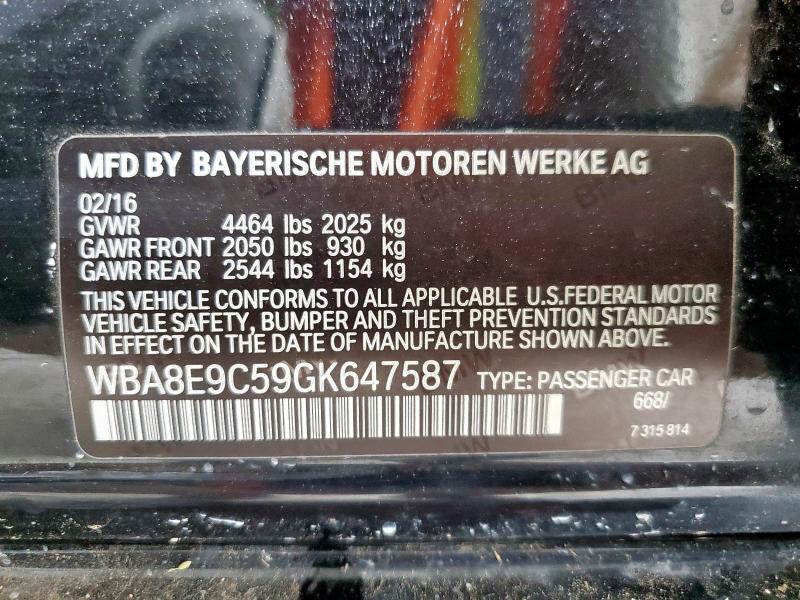 MFD BY BAYERISCHE MOTOREN WERKE AG
02/16
GVWR 4464 lbs 2025 kg
GAWR FRONT 2050 lbs 930 kg
GAWR REAR 2544 lbs 1154 kg
THIS VEHICLE CONFORMS TO ALL APPLICABLE U.S.FEDERAL MOTOR
VEHICLE SAFETY, BUMPER AND THEFT PREVENTION STANDARDS
IN EFFECT ON THE DATE OF MANUFACTURE SHOWN ABOVE.
WBA8E9C59GK647587 TYPE: PASSENGER CAR
668/
7 315 814